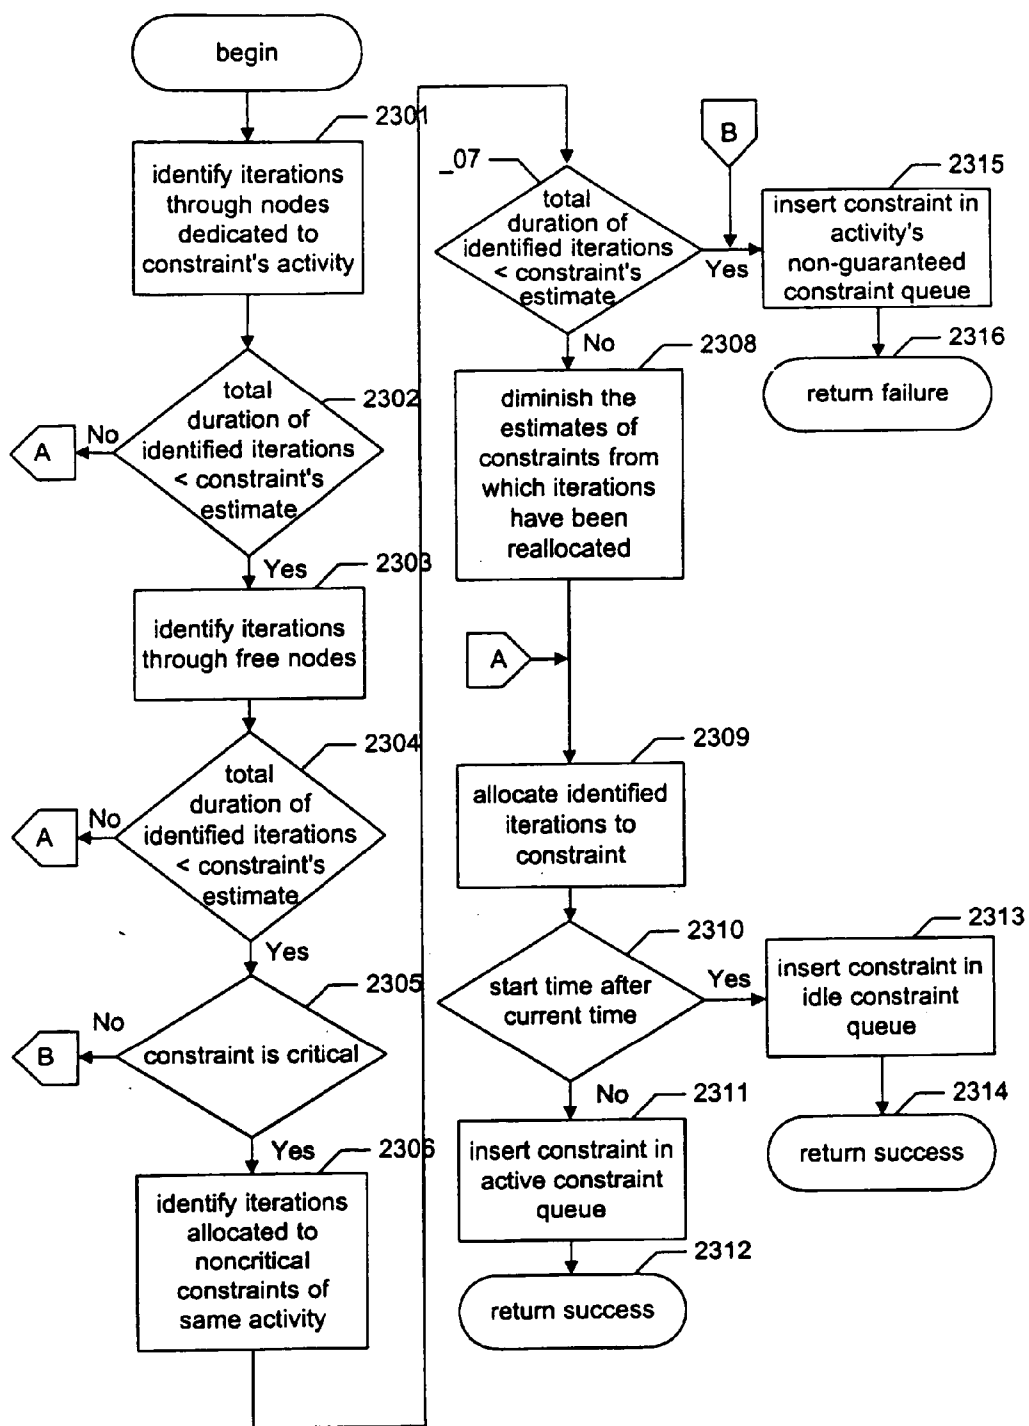 begin
2301
identify iterations
through nodes
dedicated to
constraint's activity
total
duration of
identified iterations
< constraint's
estimate
2302
No
A
Yes
2303
identify iterations
through free nodes
2304
total
duration of
identified iterations
< constraint's
estimate
No
A
Yes
2305
constraint is critical
No
B
Yes
2306
identify iterations
allocated to
noncritical
constraints of
same activity
_07
total
duration of
identified iterations
< constraint's
estimate
B
Yes
2315
insert constraint in
activity's
non-guaranteed
constraint queue
2316
return failure
No
2308
diminish the
estimates of
constraints from
which iterations
have been
reallocated
A
2309
allocate identified
iterations to
constraint
2310
start time after
current time
Yes
2313
insert constraint in
idle constraint
queue
2314
return success
No
2311
insert constraint in
active constraint
queue
2312
return success